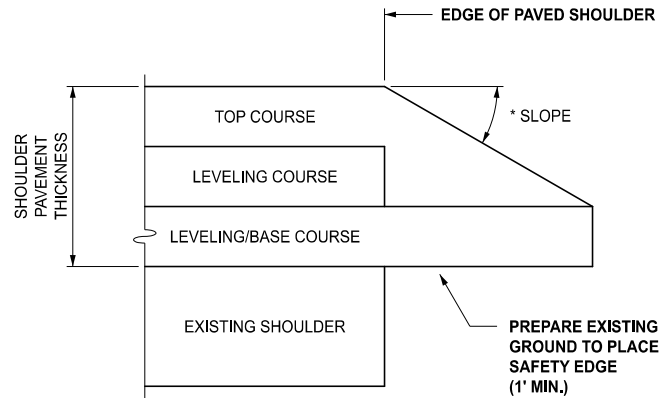 EDGE OF PAVED SHOULDER
TOP COURSE
* SLOPE
SHOULDER
PAVEMENT
THICKNESS
LEVELING COURSE
LEVELING/BASE COURSE
EXISTING SHOULDER
PREPARE EXISTING
GROUND TO PLACE
SAFETY EDGE
(1' MIN.)